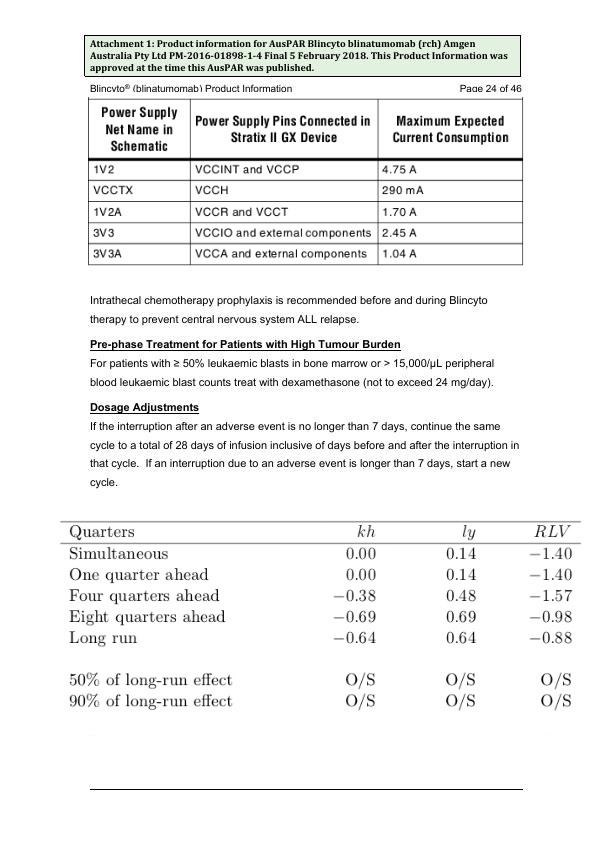 Attachment 1: Product information for AusPAR Blincyto blinatumomab (rch) Amgen
Australia Pty Ltd PM-2016-01898-1-4 Final 5 February 2018. This Product Information was
approved at the time this AusPAR was published.
Blincyto® (blinatumomab) Product Information Page 24 of 46
Power Supply Net Name in Schematic Power Supply Pins Connected in Stratix II GX Device Maximum Expected Current Consumption
1V2 VCCINT and VCCP 4.75 A
VCCTX VCCH 290 mA
1V2A VCCR and VCCT 1.70 A
3V3 VCCIO and external components 2.45 A
3V3A VCCA and external components 1.04 A
Intrathecal chemotherapy prophylaxis is recommended before and during Blincyto
therapy to prevent central nervous system ALL relapse.
Pre-phase Treatment for Patients with High Tumour Burden
For patients with ≥ 50% leukaemic blasts in bone marrow or > 15,000/µL peripheral
blood leukaemic blast counts treat with dexamethasone (not to exceed 24 mg/day).
Dosage Adjustments
If the interruption after an adverse event is no longer than 7 days, continue the same
cycle to a total of 28 days of infusion inclusive of days before and after the interruption in
that cycle. If an interruption due to an adverse event is longer than 7 days, start a new
cycle.
Quarters kh ly RLV
Simultaneous 0.00 0.14 −1.40
One quarter ahead 0.00 0.14 −1.40
Four quarters ahead −0.38 0.48 −1.57
Eight quarters ahead −0.69 0.69 −0.98
Long run −0.64 0.64 −0.88
50% of long-run effect O/S O/S O/S
90% of long-run effect O/S O/S O/S